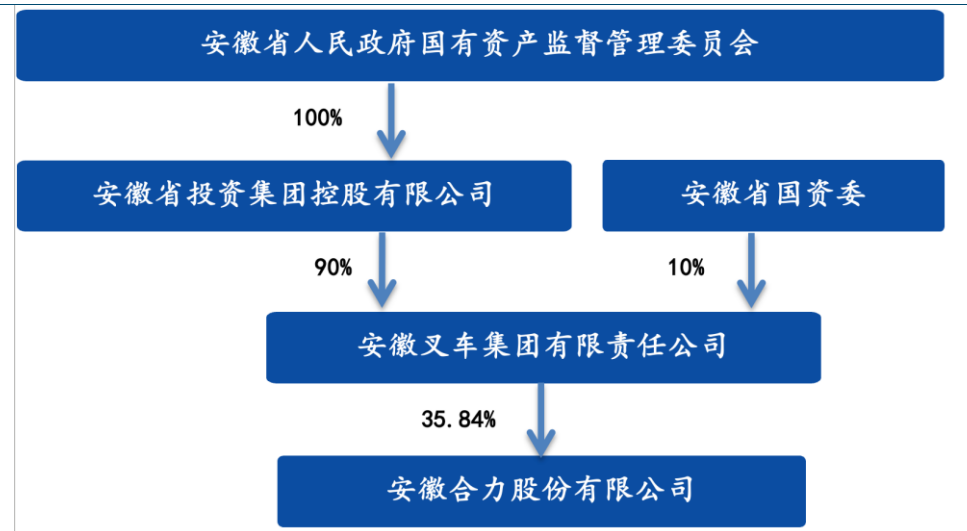 安徽省人民政府国有资产监督管理委员会
100%
安徽省投资集团控股有限公司
安徽省国资委
90%
10%
安徽叉车集团有限责任公司
35.84%
安徽合力股份有限公司